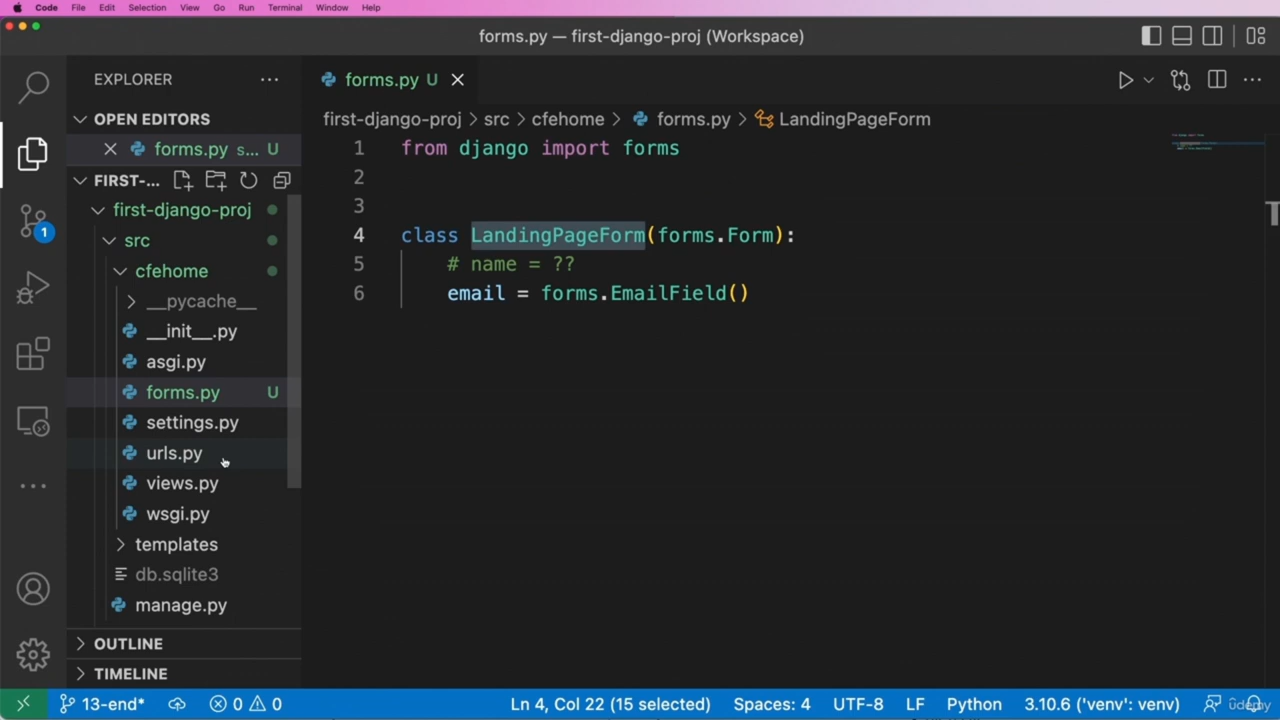 Code File Edit Selection View Go Run Terminal Window Help
forms.py — first-django-proj (Workspace)
EXPLORER
forms.py U
OPEN EDITORS
first-django-proj > src > cfehome > forms.py > LandingPageForm
forms.py s... U
1 from django import forms
FIRST-...
2
3
first-django-proj
4 class LandingPageForm(forms.Form):
src
5 # name = ??
cfehome
6 email = forms.EmailField()
__pycache__
__init__.py
asgi.py
forms.py U
settings.py
urls.py
views.py
wsgi.py
templates
db.sqlite3
manage.py
OUTLINE
TIMELINE
1
13-end* 0 0 Ln 4, Col 22 (15 selected) Spaces: 4 UTF-8 LF Python 3.10.6 ('venv': venv)
ûdemy